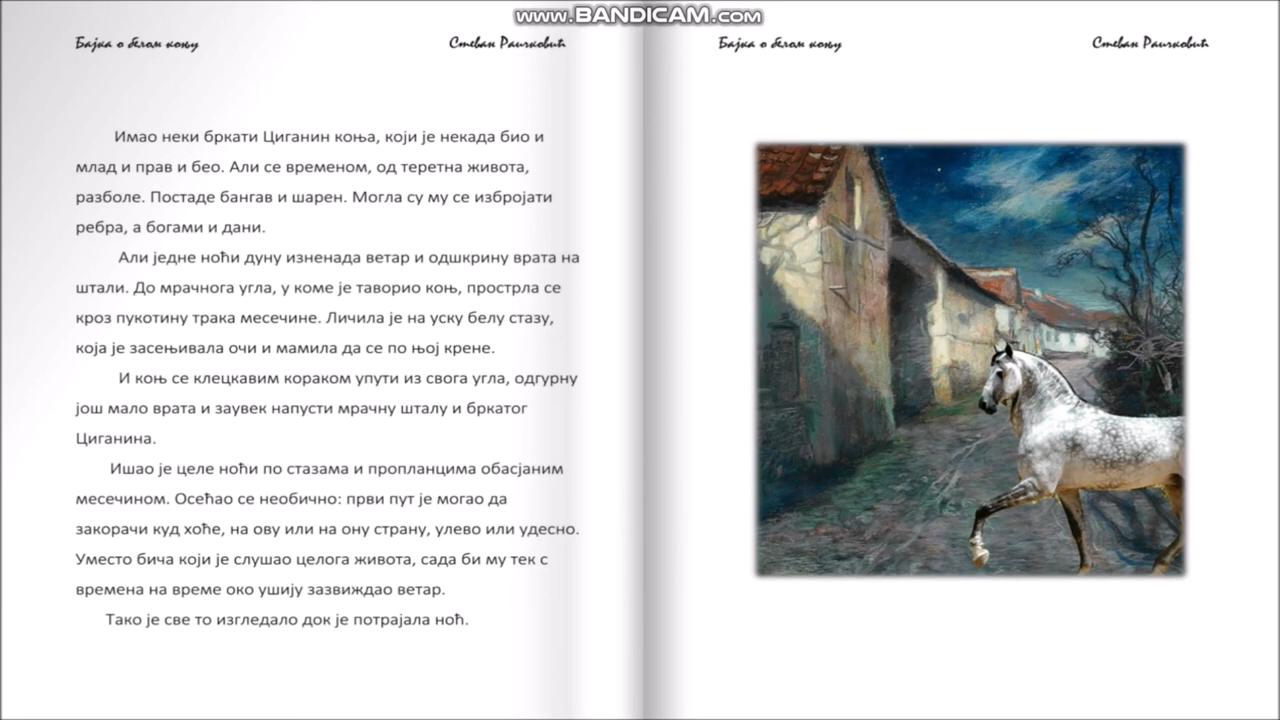 www.BANDICAM.com
Бајка о белом коњу
Стеван Раичковић
Имао неки бркати Циганин коња, који је некада био и
млад и прав и бео. Али се временом, од теретна живота,
разболе. Постаде бангав и шарен. Могла су му се избројати
ребра, а богами и дани.
Али једне ноћи дуну изненада ветар и одшкрину врата на
штали. До мрачнога угла, у коме је таворио коњ, прострла се
кроз пукотину трака месечине. Личила је на уску белу стазу,
која је засењивала очи и мамила да се по њој крене.
И коњ се клецкавим кораком упути из свога угла, одгурну
још мало врата и заувек напусти мрачну шталу и бркатог
Циганина.
Ишао је целе ноћи по стазама и пропланцима обасјаним
месечином. Осећао се необично: први пут је могао да
закорачи куд хоће, на ову или на ону страну, улево или удесно.
Уместо бича који је слушао целога живота, сада би му тек с
времена на време око ушију зазвиждао ветар.
Тако је све то изгледало док је потрајала ноћ.
Бајка о белом коњу
Стеван Раичковић